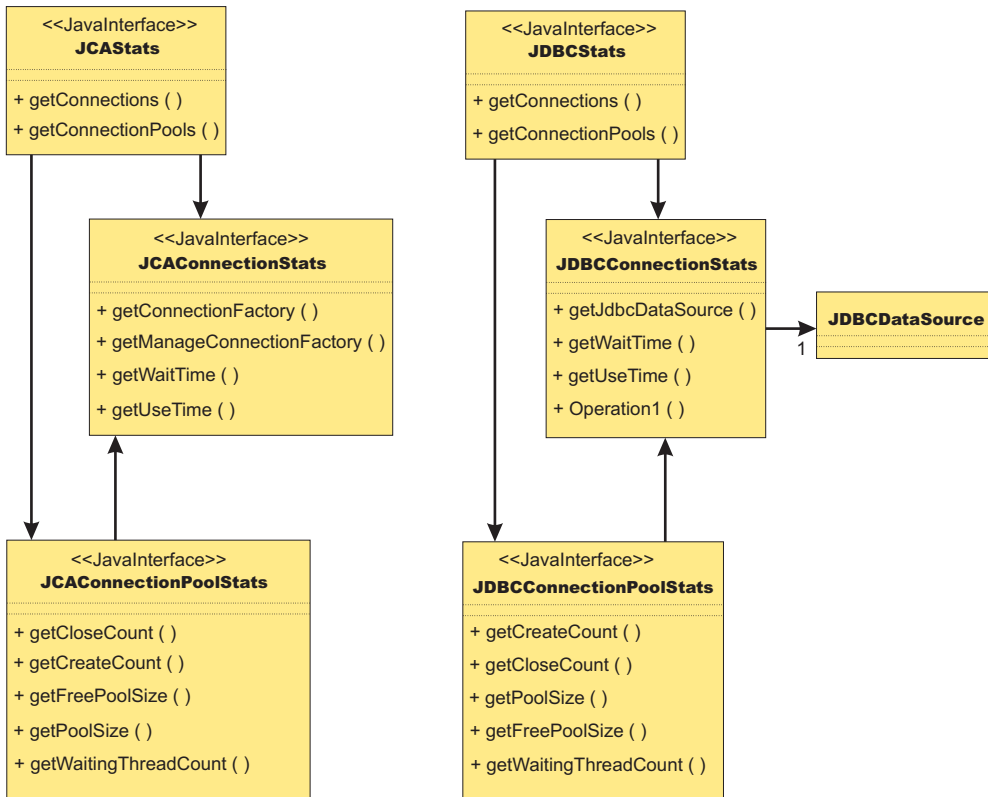 <<JavaInterface>>
JCAStats
+ getConnections ( )
+ getConnectionPools ( )
<<JavaInterface>>
JDBCStats
+ getConnections ( )
+ getConnectionPools ( )
<<JavaInterface>>
JCAConnectionStats
+ getConnectionFactory ( )
+ getManageConnectionFactory ( )
+ getWaitTime ( )
+ getUseTime ( )
<<JavaInterface>>
JDBCConnectionStats
+ getJdbcDataSource ( )
+ getWaitTime ( )
+ getUseTime ( )
+ Operation1 ( )
1
JDBCDataSource
<<JavaInterface>>
JCAConnectionPoolStats
+ getCloseCount ( )
+ getCreateCount ( )
+ getFreePoolSize ( )
+ getPoolSize ( )
+ getWaitingThreadCount ( )
<<JavaInterface>>
JDBCConnectionPoolStats
+ getCreateCount ( )
+ getCloseCount ( )
+ getPoolSize ( )
+ getFreePoolSize ( )
+ getWaitingThreadCount ( )